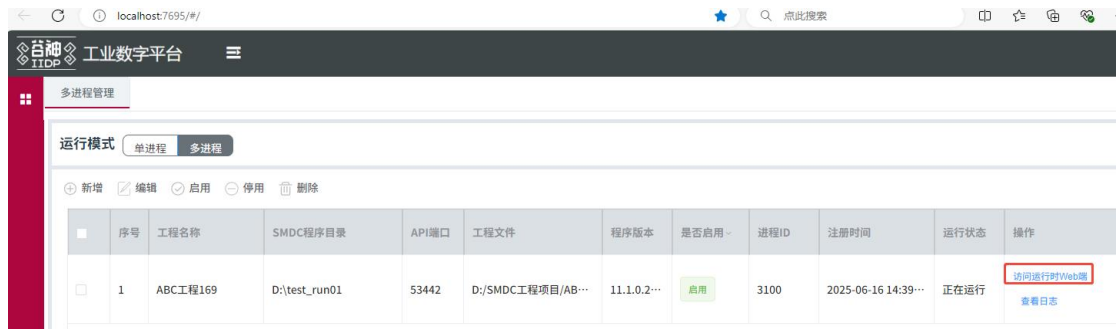 localhost:7695/#/
点此搜索
谷神 IIDP 工业数字平台
多进程管理
运行模式 单进程 多进程
新增 编辑 启用 停用 删除
序号 工程名称 SMDC程序目录 API端口 工程文件 程序版本 是否启用 进程ID 注册时间 运行状态 操作
1 ABC工程169 D:\test_run01 53442 D:/SMDC工程项目/AB… 11.1.0.2… 启用 3100 2025-06-16 14:39… 正在运行 访问运行时Web端
查看日志